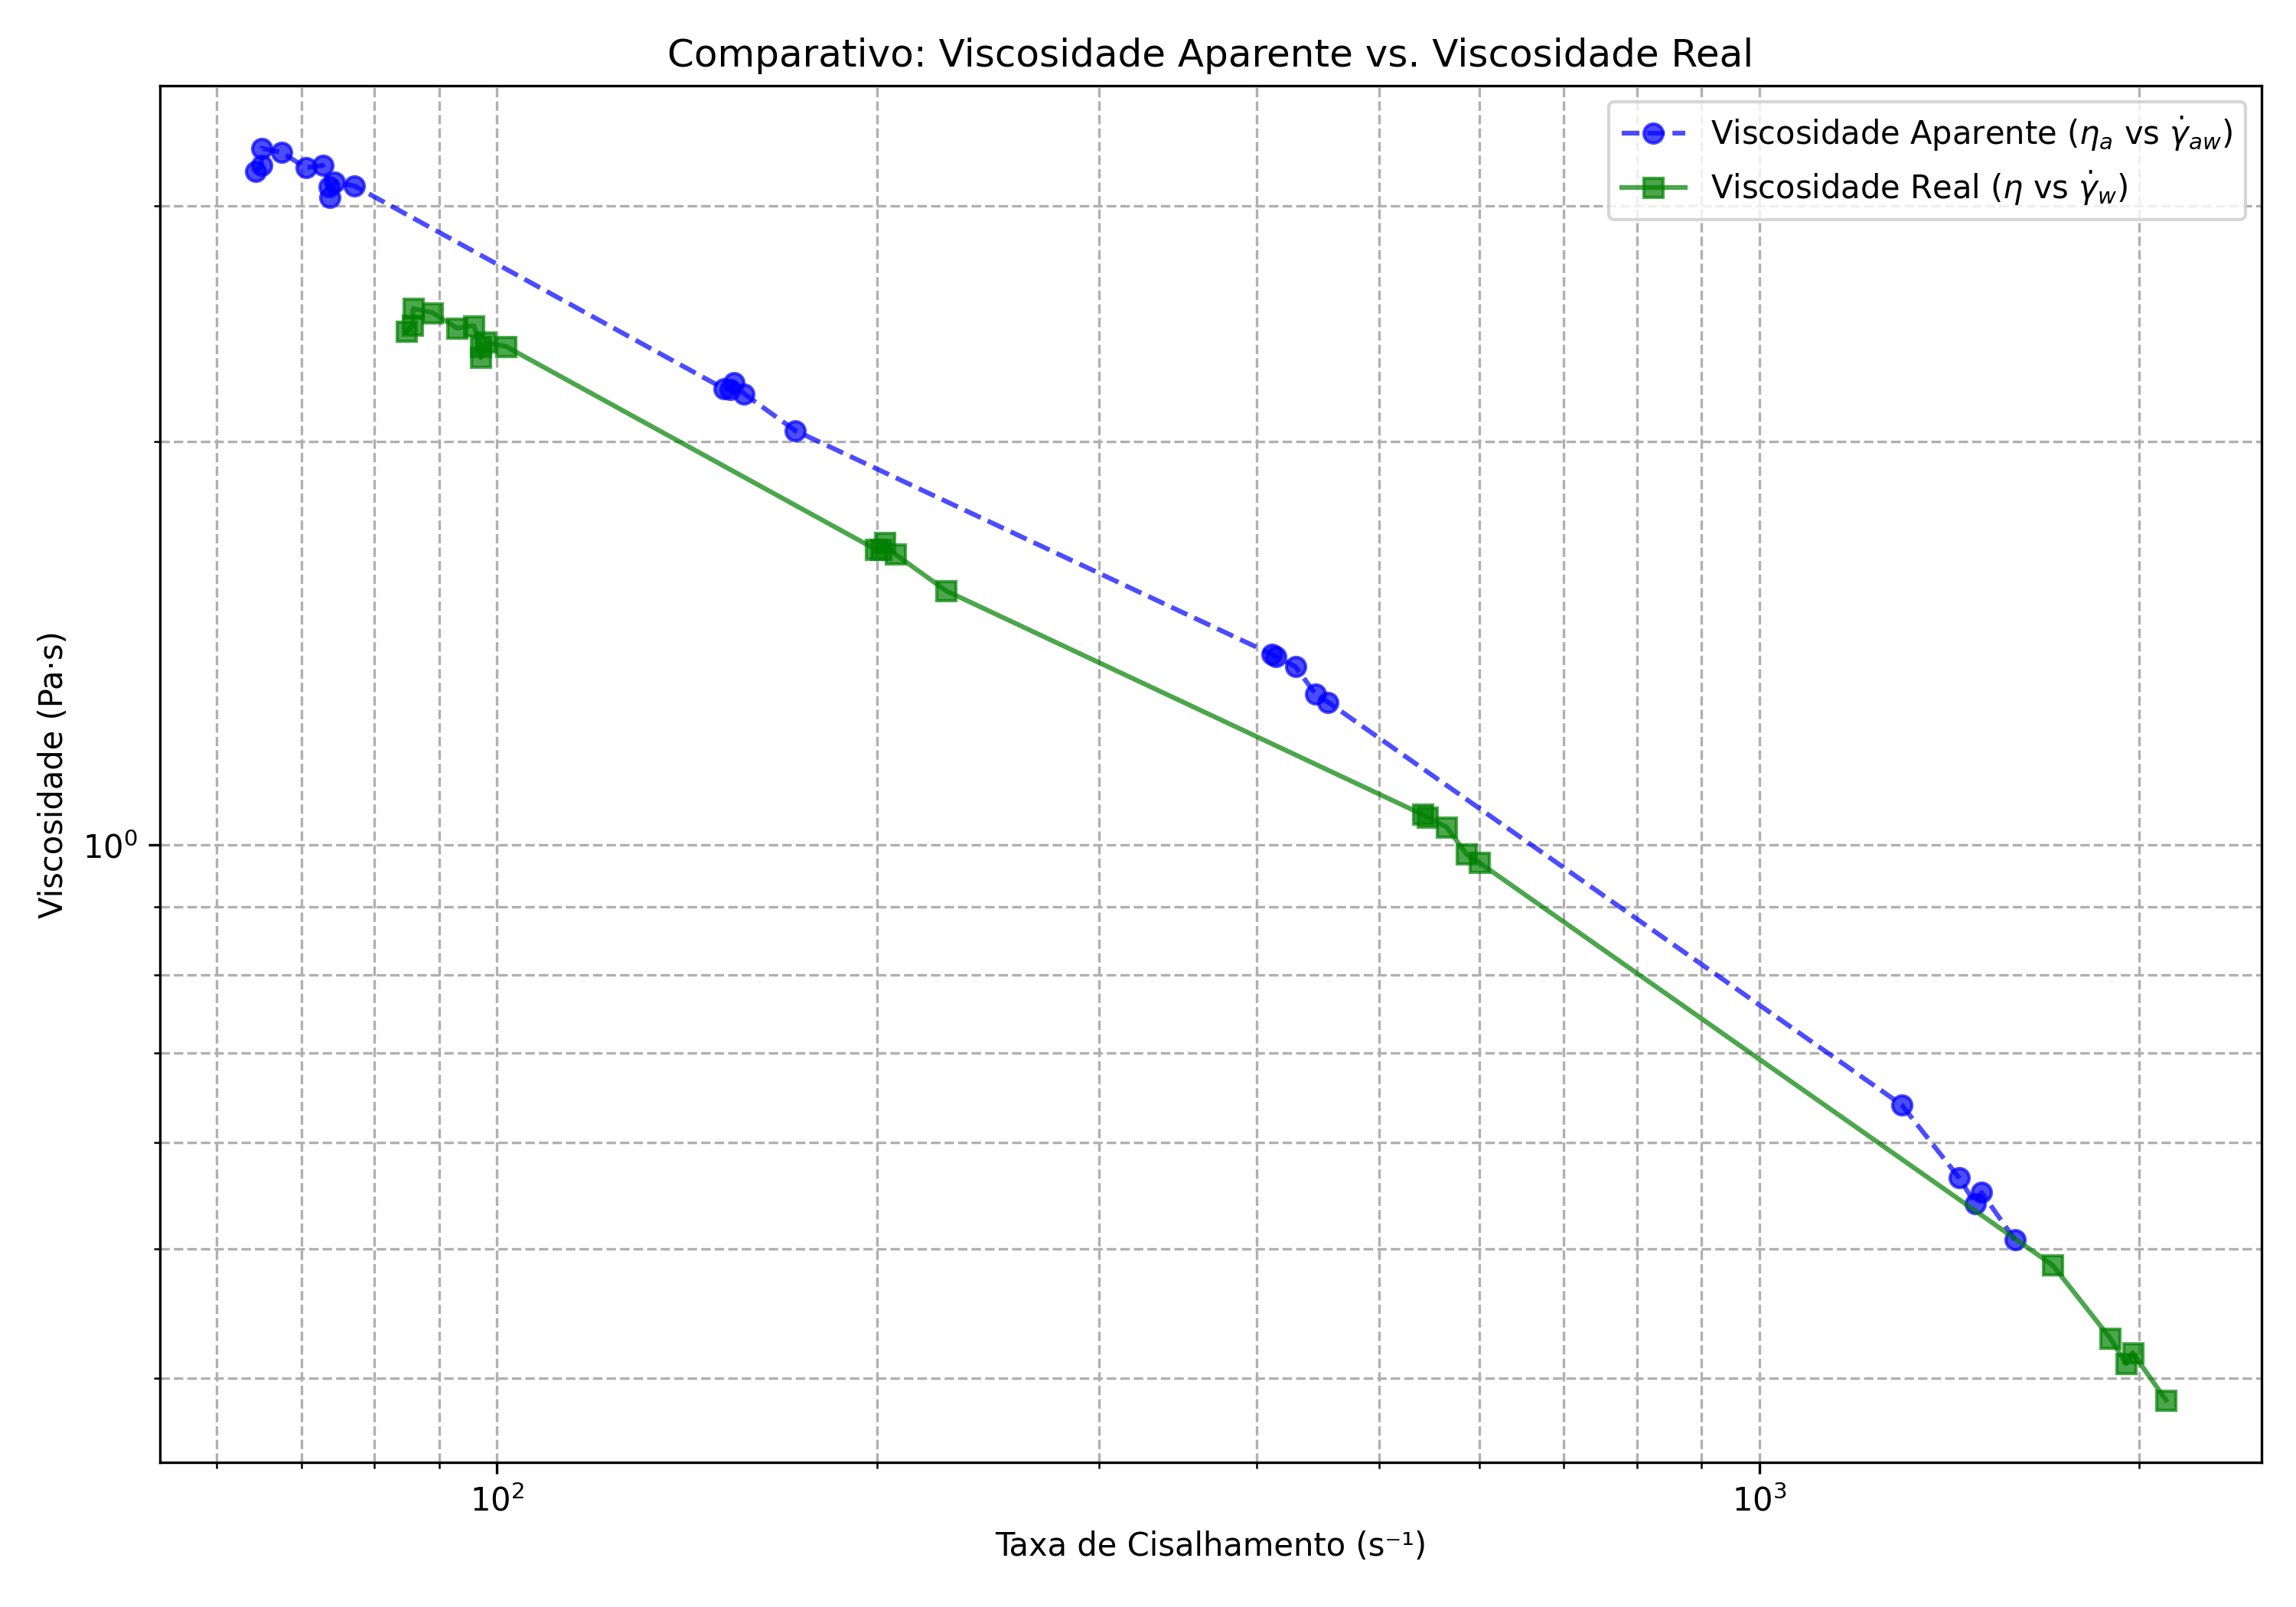 Comparativo: Viscosidade Aparente vs. Viscosidade Real
Viscosidade Aparente (ηₐ vs γ̇ₐw)
Viscosidade Real (η vs γ̇w)
Viscosidade (Pa·s)
10⁰
10² 10³
Taxa de Cisalhamento (s⁻¹)